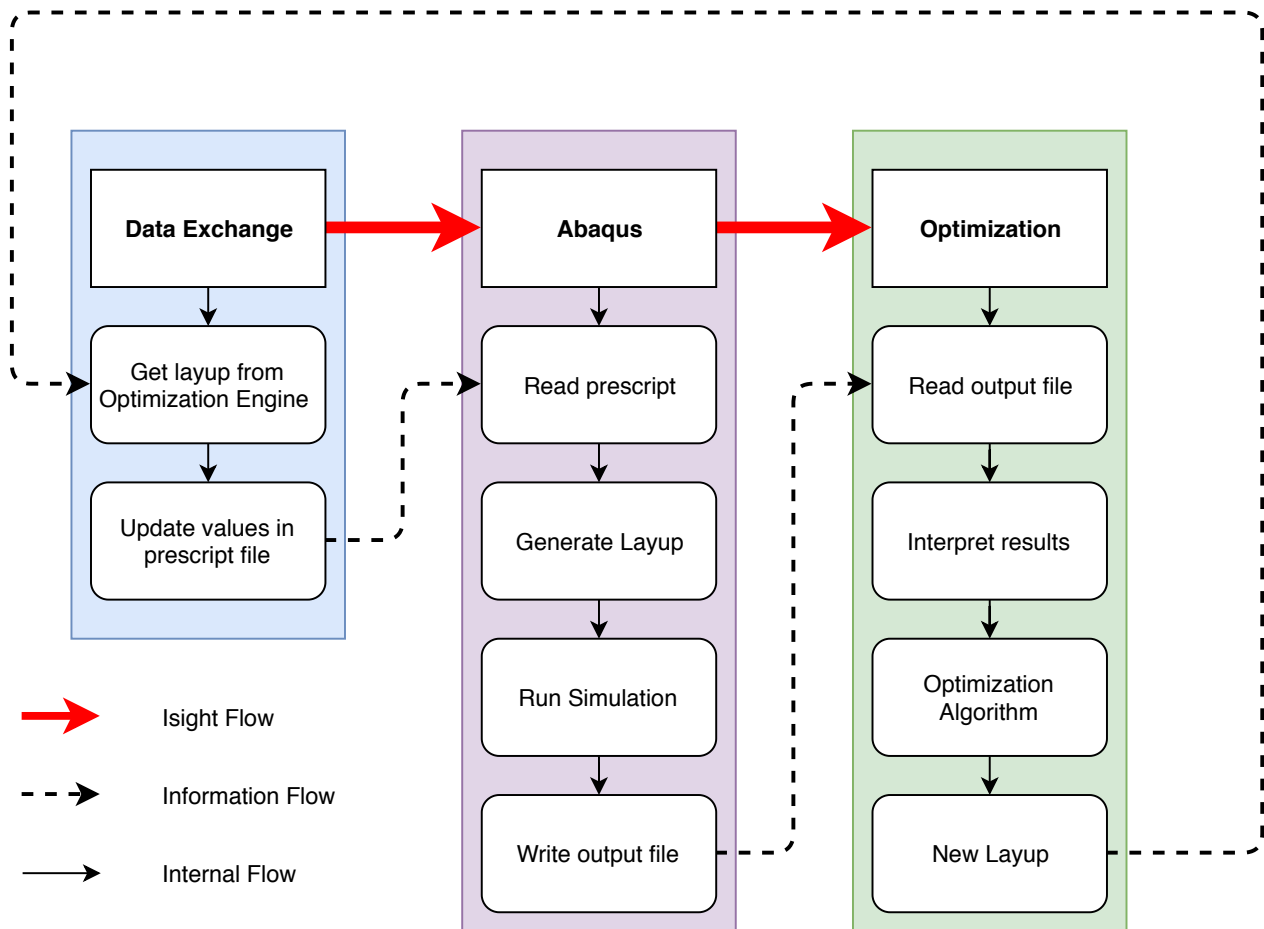 Data Exchange
Get layup from
Optimization Engine
Update values in
prescript file
Abaqus
Read prescript
Generate Layup
Run Simulation
Write output file
Optimization
Read output file
Interpret results
Optimization
Algorithm
New Layup
Isight Flow
Information Flow
Internal Flow